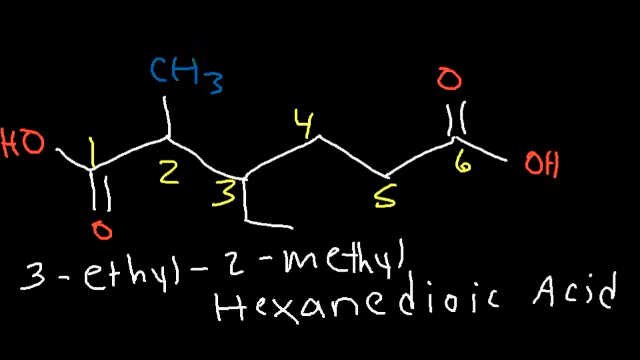 CH3
O
HO
1
4
2
3
5
6
OH
O
3-ethyl-2-methyl
Hexanedioic Acid